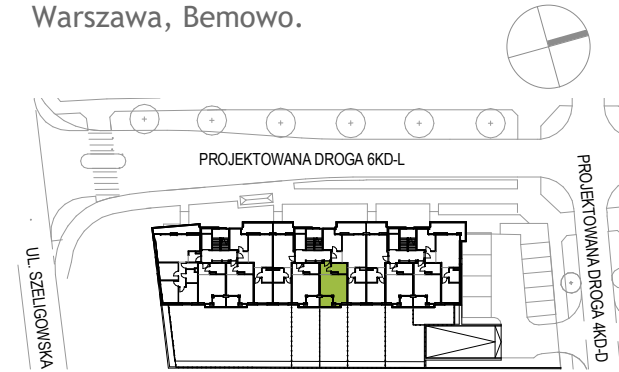 Warszawa, Bemowo.
PROJEKTOWANA DROGA 6KD-L
PROJEKTOWANA DROGA 4KD-D
UL. SZELIGOWSKA